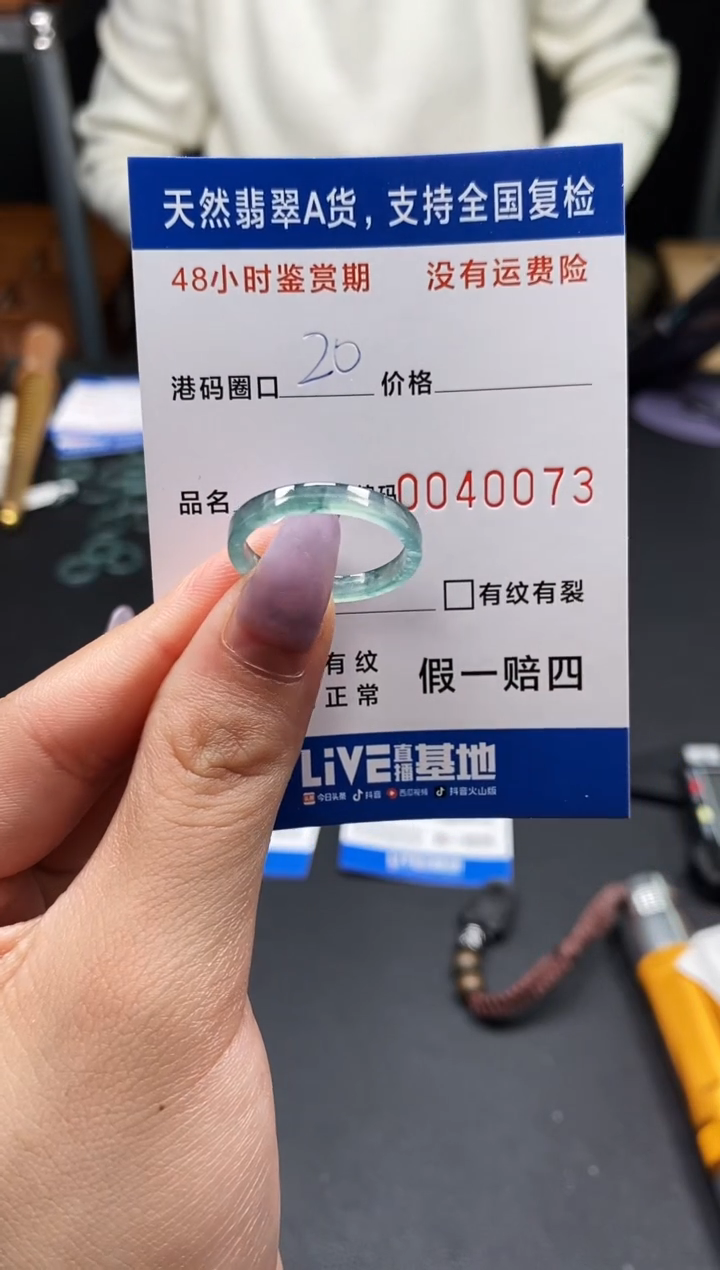 天然翡翠A货，支持全国复检
48小时鉴赏期 没有运费险
港码圈口 20 价格
品名 编码 0040073
有纹有裂
有纹
正常
假一赔四
LIVE直播基地
今日头条 抖音 西瓜视频 抖音火山版